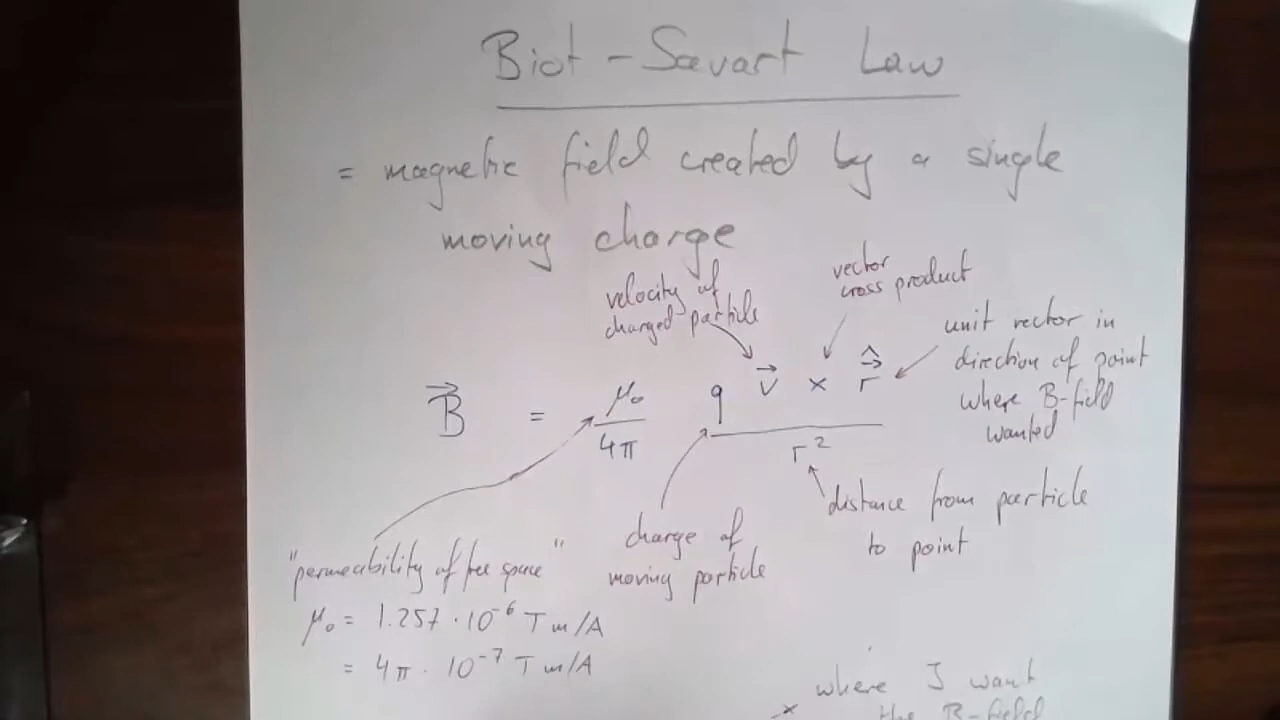 Biot - Savart Law
= magnetic field created by a single
moving charge
velocity of
charged particle
vector
cross product
unit vector in
direction of point
where B-field
wanted
B⃗ = μ₀/4π q v⃗ × r⃗̂ / r²
distance from particle
to point
charge of
moving particle
"permeability of free space"
μ₀ = 1.257 · 10⁻⁶ T m/A
= 4π · 10⁻⁷ T m/A
× where I want
the B-field